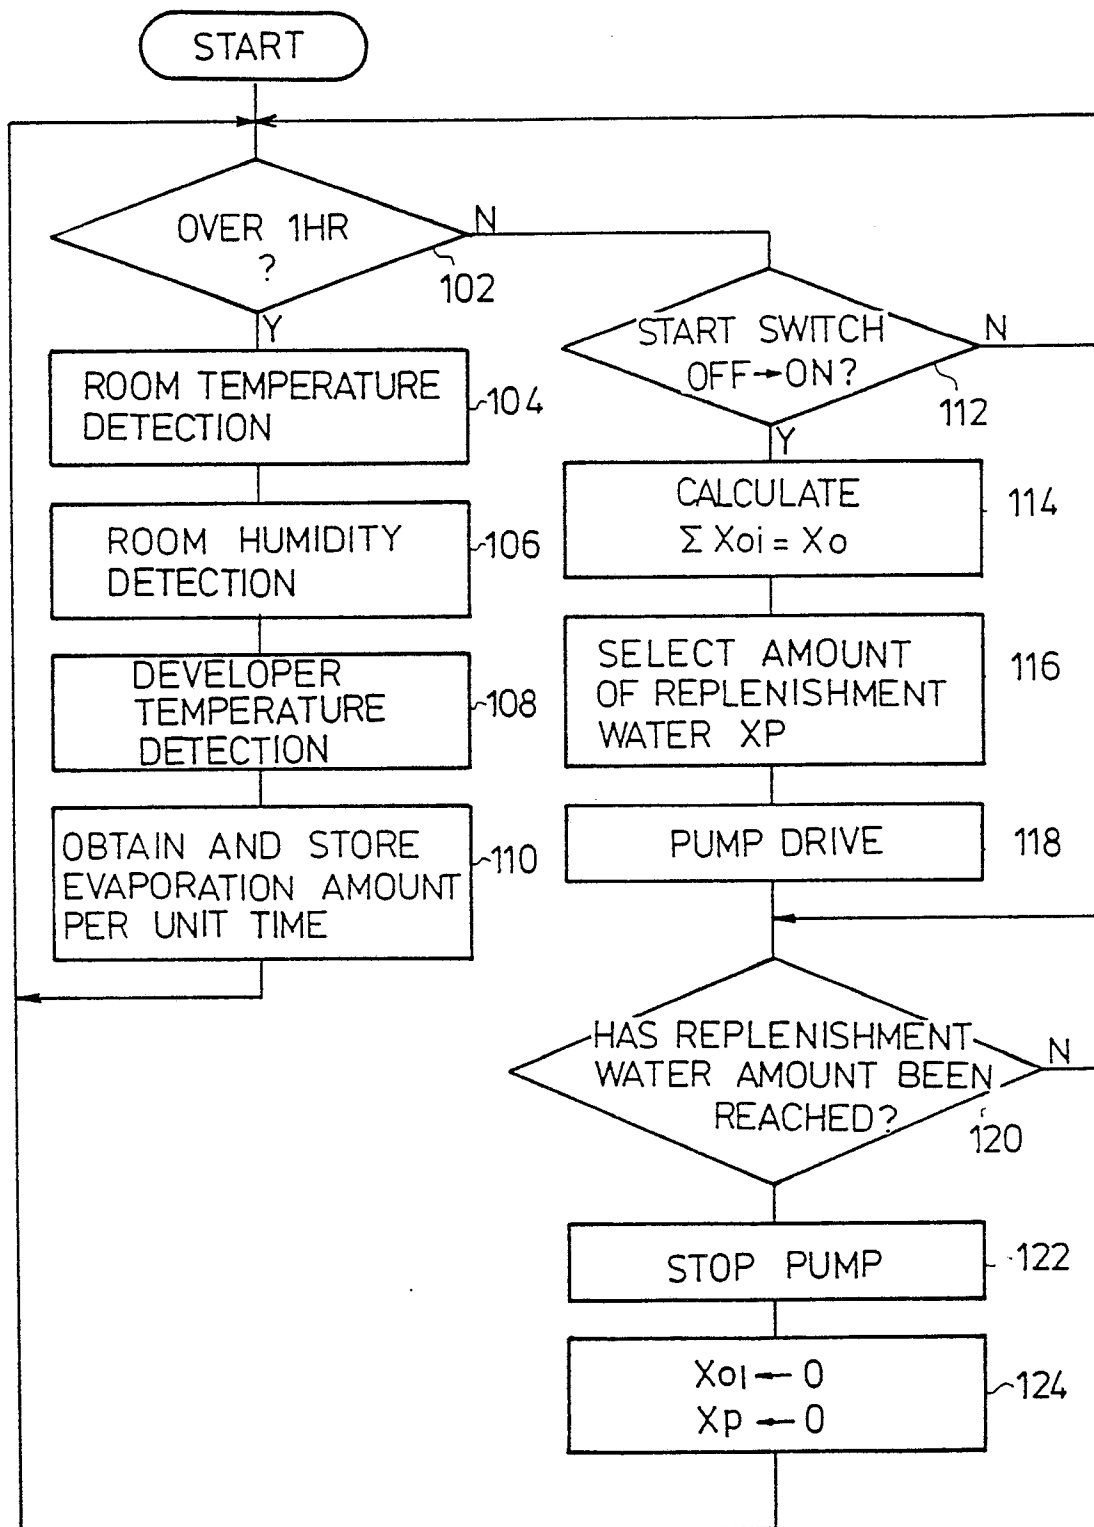 START
OVER 1HR
?
N
102
Y
ROOM TEMPERATURE
DETECTION
104
ROOM HUMIDITY
DETECTION
106
DEVELOPER
TEMPERATURE
DETECTION
108
OBTAIN AND STORE
EVAPORATION AMOUNT
PER UNIT TIME
110
START SWITCH
OFF→ON?
N
112
Y
CALCULATE
Σ Xoi = Xo
114
SELECT AMOUNT
OF REPLENISHMENT
WATER XP
116
PUMP DRIVE
118
HAS REPLENISHMENT
WATER AMOUNT BEEN
REACHED?
N
120
STOP PUMP
122
Xoi ← 0
Xp ← 0
124